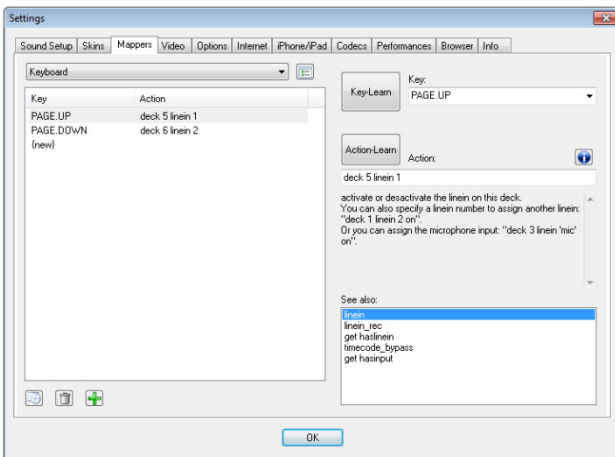 Settings
Sound Setup Skins Mappers Video Options Internet iPhone/iPad Codecs Performances Browser Info
Keyboard
Key Action
PAGE.UP deck 5 linein 1
PAGE.DOWN deck 6 linein 2
(new)
Key-Learn
Key:
PAGE.UP
Action-Learn
Action:
deck 5 linein 1
activate or desactivate the linein on this deck.
You can also specify a linein number to assign another linein:
"deck 1 linein 2 on".
Or you can assign the microphone input: "deck 3 linein 'mic'
on".
See also:
linein
linein_rec
get haslinein
timecode_bypass
get hasinput
OK